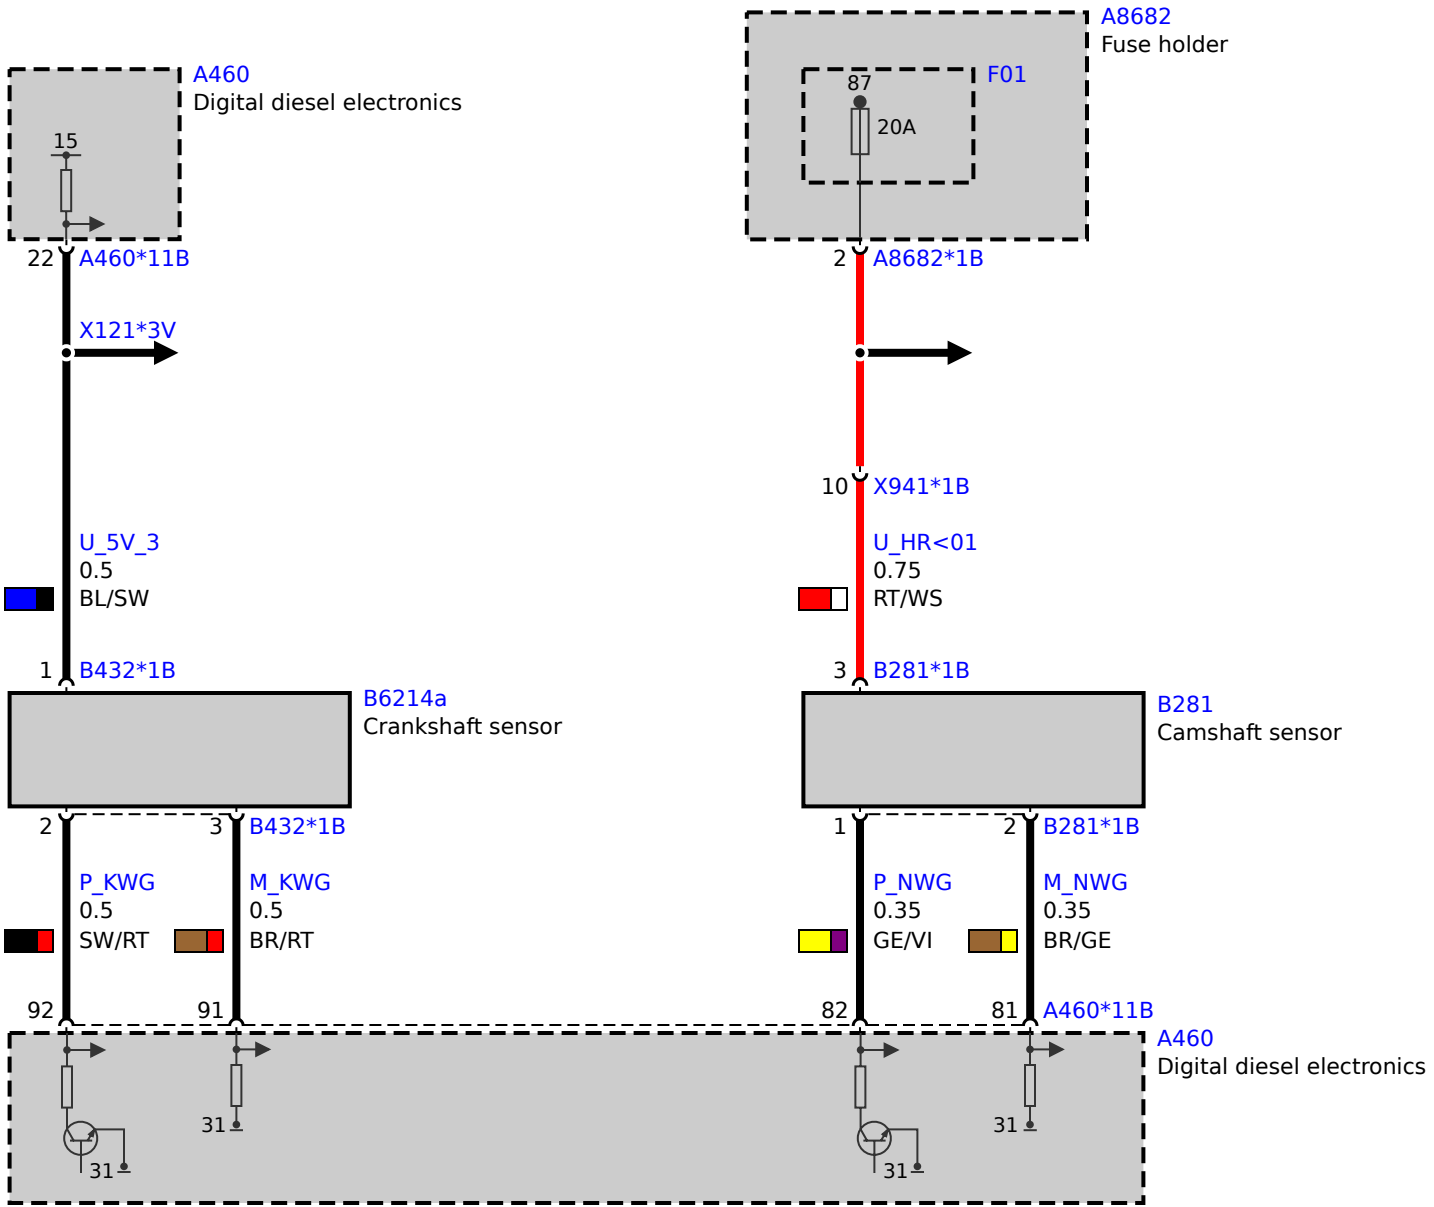 A8682
Fuse holder
A460
Digital diesel electronics
F01
87
20A
15
22 A460*11B
2 A8682*1B
X121*3V
10 X941*1B
U_5V_3
0.5
BL/SW
U_HR<01
0.75
RT/WS
1 B432*1B
3 B281*1B
B6214a
Crankshaft sensor
B281
Camshaft sensor
2
3 B432*1B
1
2 B281*1B
P_KWG
0.5
SW/RT
M_KWG
0.5
BR/RT
P_NWG
0.35
GE/VI
M_NWG
0.35
BR/GE
92
91
82
81 A460*11B
A460
Digital diesel electronics
31
31
31
31